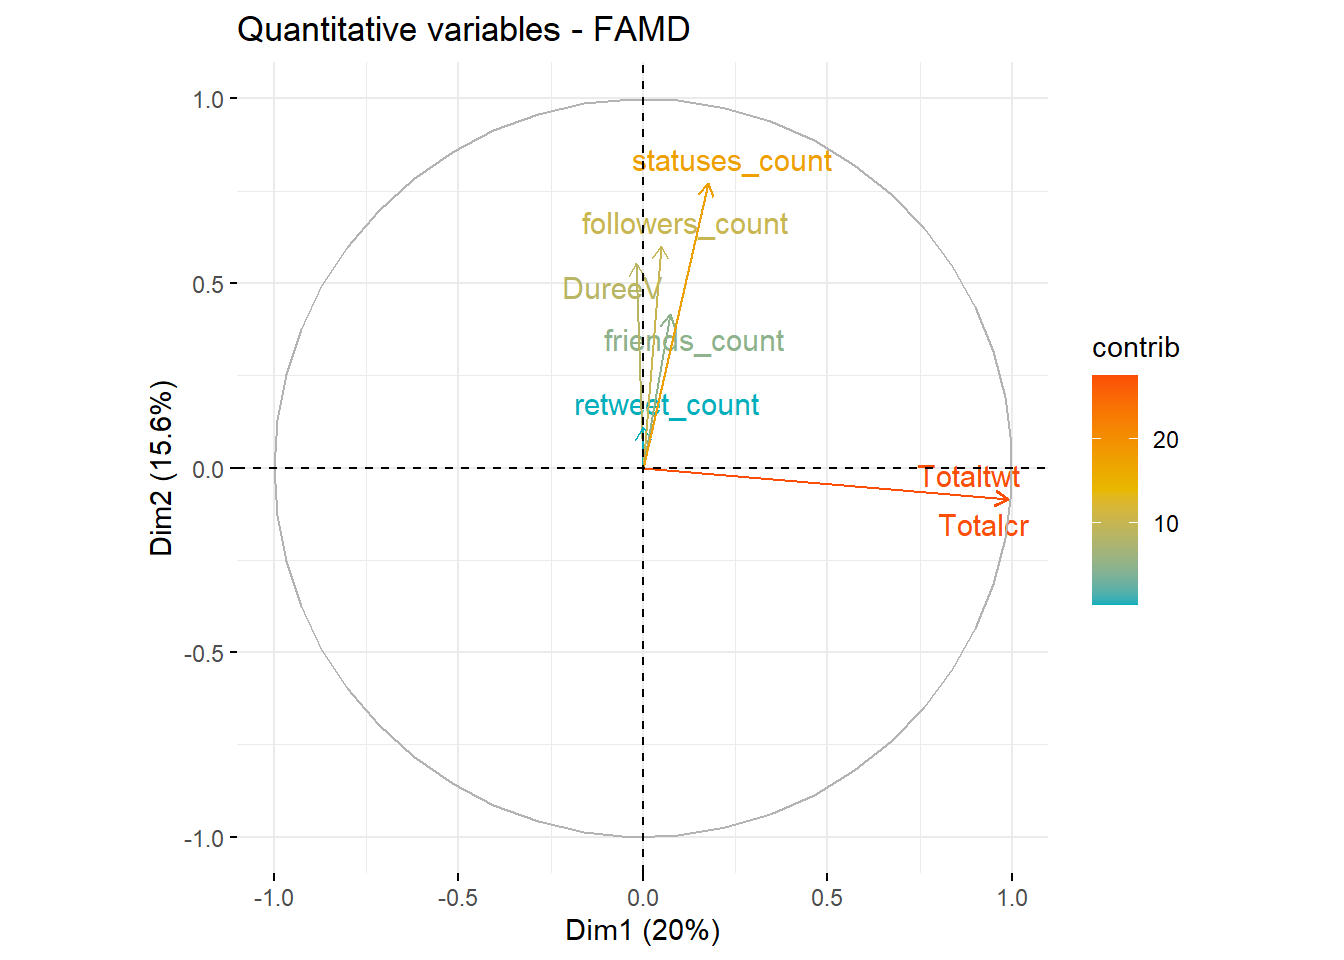 Quantitative variables - FAMD
1.0
0.5
0.0
-0.5
-1.0
Dim2 (15.6%)
statuses_count
followers_count
DureeV
friends_count
retweet_count
Totaltwt
Totalcr
-1.0
-0.5
0.0
0.5
1.0
Dim1 (20%)
contrib
20
10